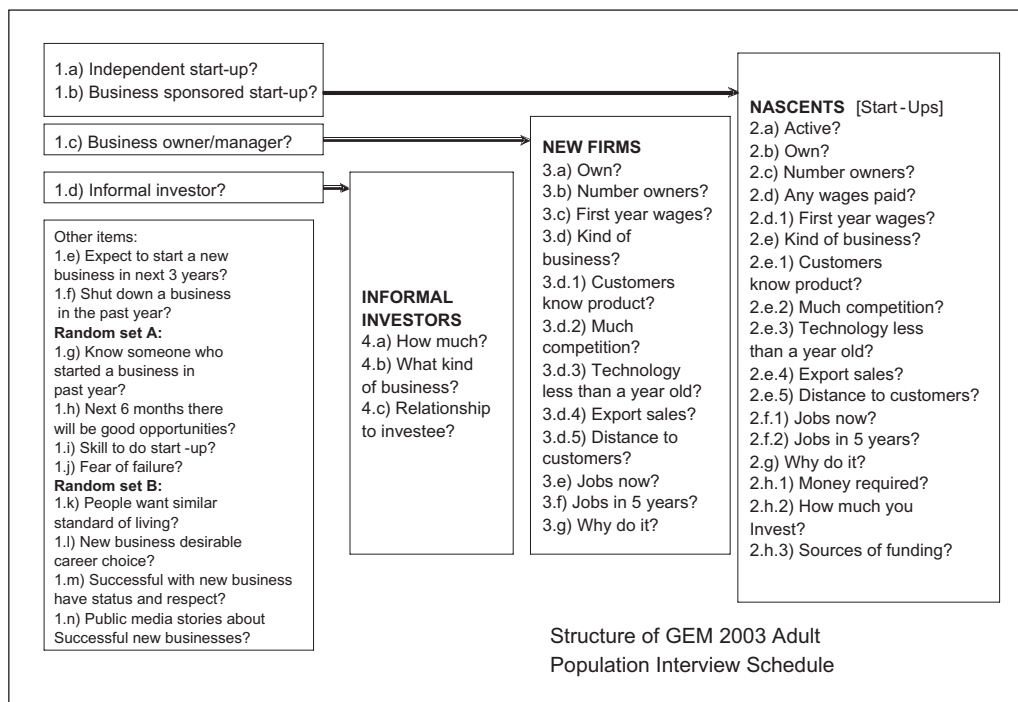 1.a) Independent start-up?
1.b) Business sponsored start-up?
1.c) Business owner/manager?
1.d) Informal investor?
Other items:
1.e) Expect to start a new
business in next 3 years?
1.f) Shut down a business
in the past year?
Random set A:
1.g) Know someone who
started a business in
past year?
1.h) Next 6 months there
will be good opportunities?
1.i) Skill to do start -up?
1.j) Fear of failure?
Random set B:
1.k) People want similar
standard of living?
1.l) New business desirable
career choice?
1.m) Successful with new business
have status and respect?
1.n) Public media stories about
Successful new businesses?
INFORMAL
INVESTORS
4.a) How much?
4.b) What kind
of business?
4.c) Relationship
to investee?
NEW FIRMS
3.a) Own?
3.b) Number owners?
3.c) First year wages?
3.d) Kind of
business?
3.d.1) Customers
know product?
3.d.2) Much
competition?
3.d.3) Technology
less than a year old?
3.d.4) Export sales?
3.d.5) Distance to
customers?
3.e) Jobs now?
3.f) Jobs in 5 years?
3.g) Why do it?
NASCENTS [Start-Ups]
2.a) Active?
2.b) Own?
2.c) Number owners?
2.d) Any wages paid?
2.d.1) First year wages?
2.e) Kind of business?
2.e.1) Customers
know product?
2.e.2) Much competition?
2.e.3) Technology less
than a year old?
2.e.4) Export sales?
2.e.5) Distance to customers?
2.f.1) Jobs now?
2.f.2) Jobs in 5 years?
2.g) Why do it?
2.h.1) Money required?
2.h.2) How much you
Invest?
2.h.3) Sources of funding?
Structure of GEM 2003 Adult
Population Interview Schedule